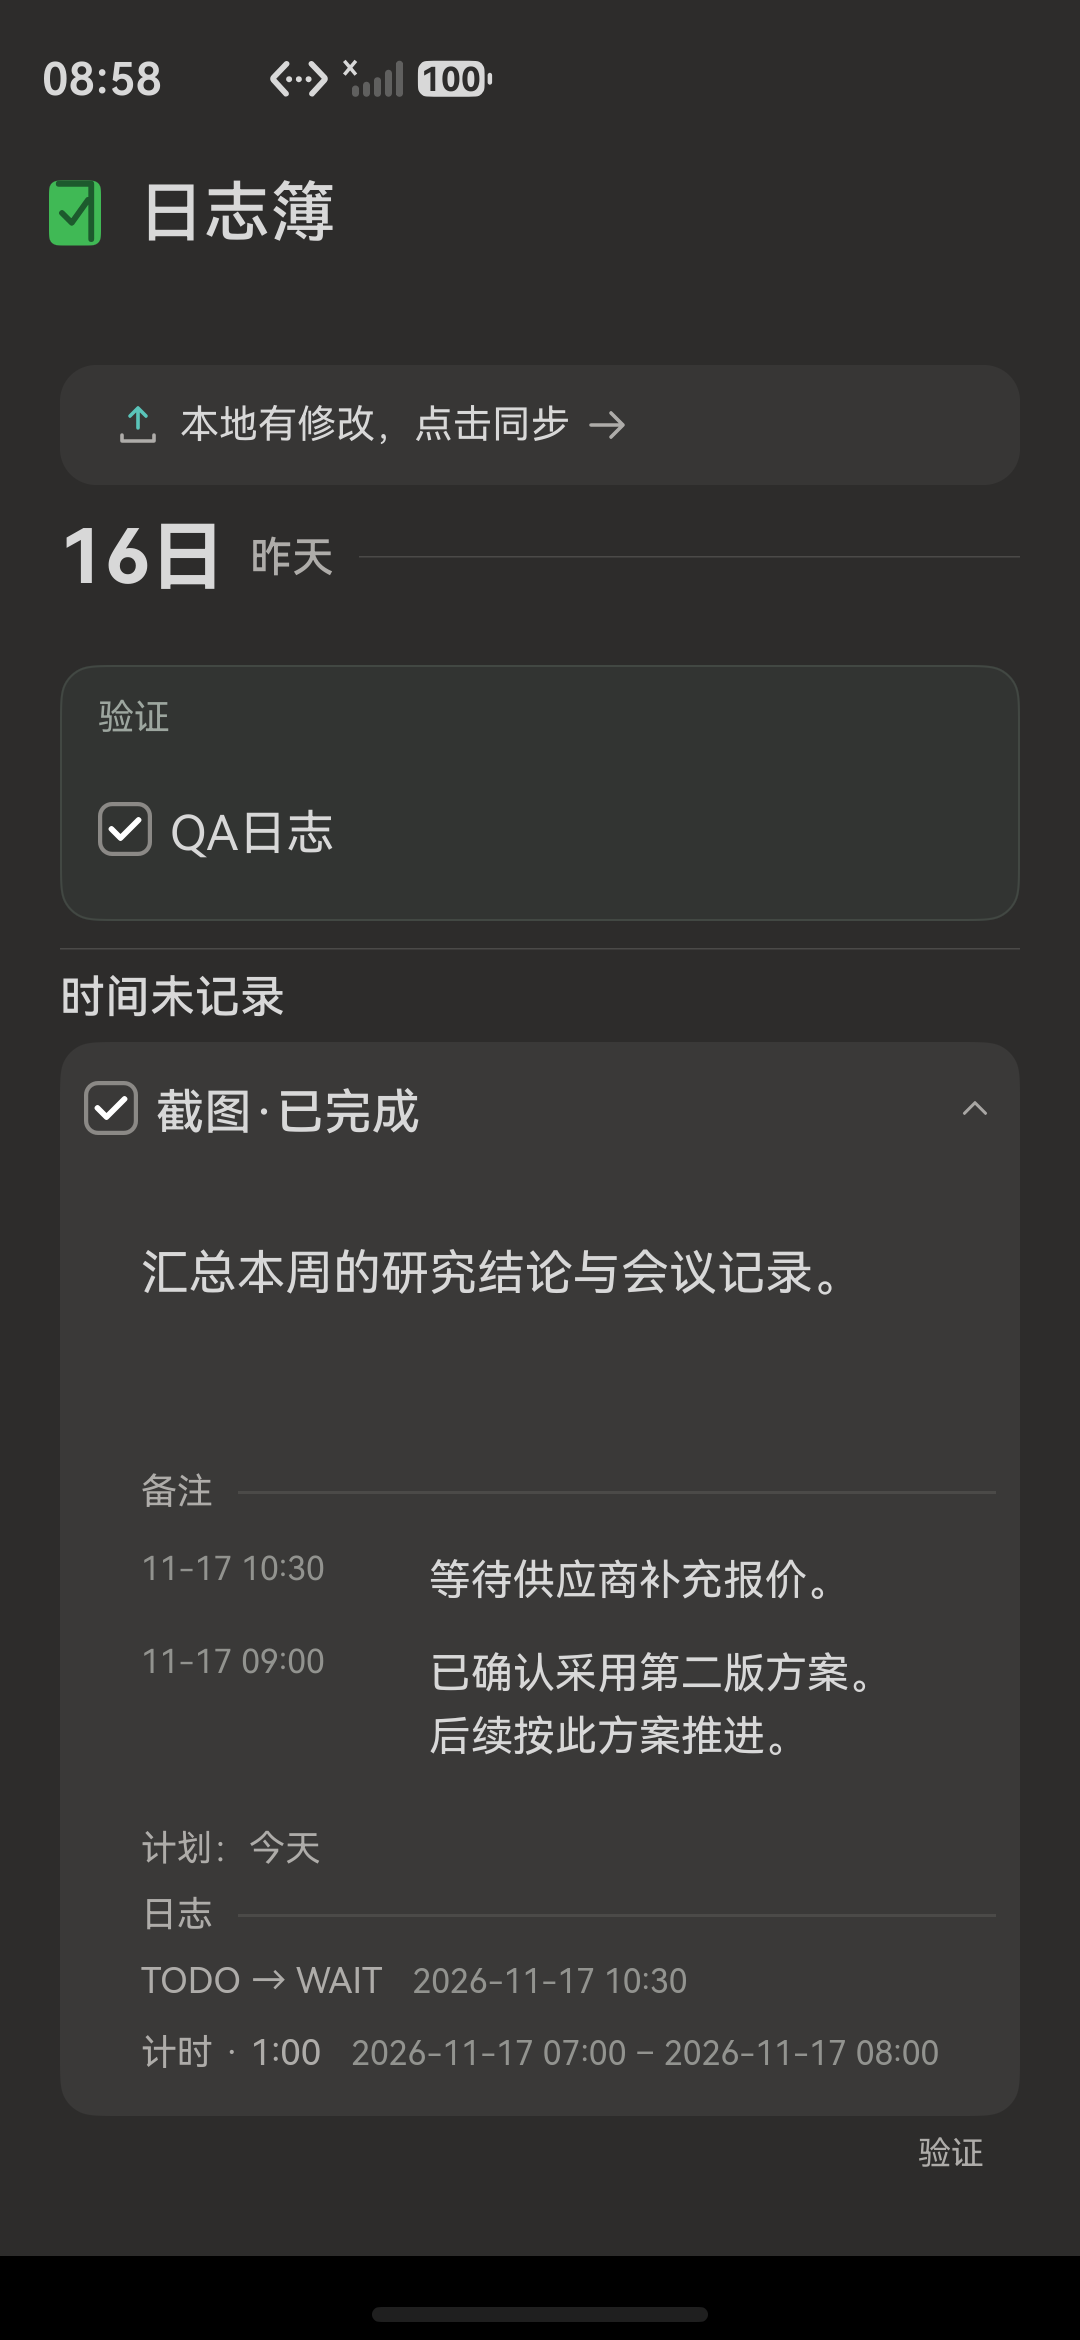 08:58
100
日志簿
本地有修改，点击同步 →
16日 昨天
验证
QA日志
时间未记录
截图·已完成
汇总本周的研究结论与会议记录。
备注
11-17 10:30 等待供应商补充报价。
11-17 09:00 已确认采用第二版方案。
后续按此方案推进。
计划：今天
日志
TODO → WAIT 2026-11-17 10:30
计时 · 1:00 2026-11-17 07:00 – 2026-11-17 08:00
验证